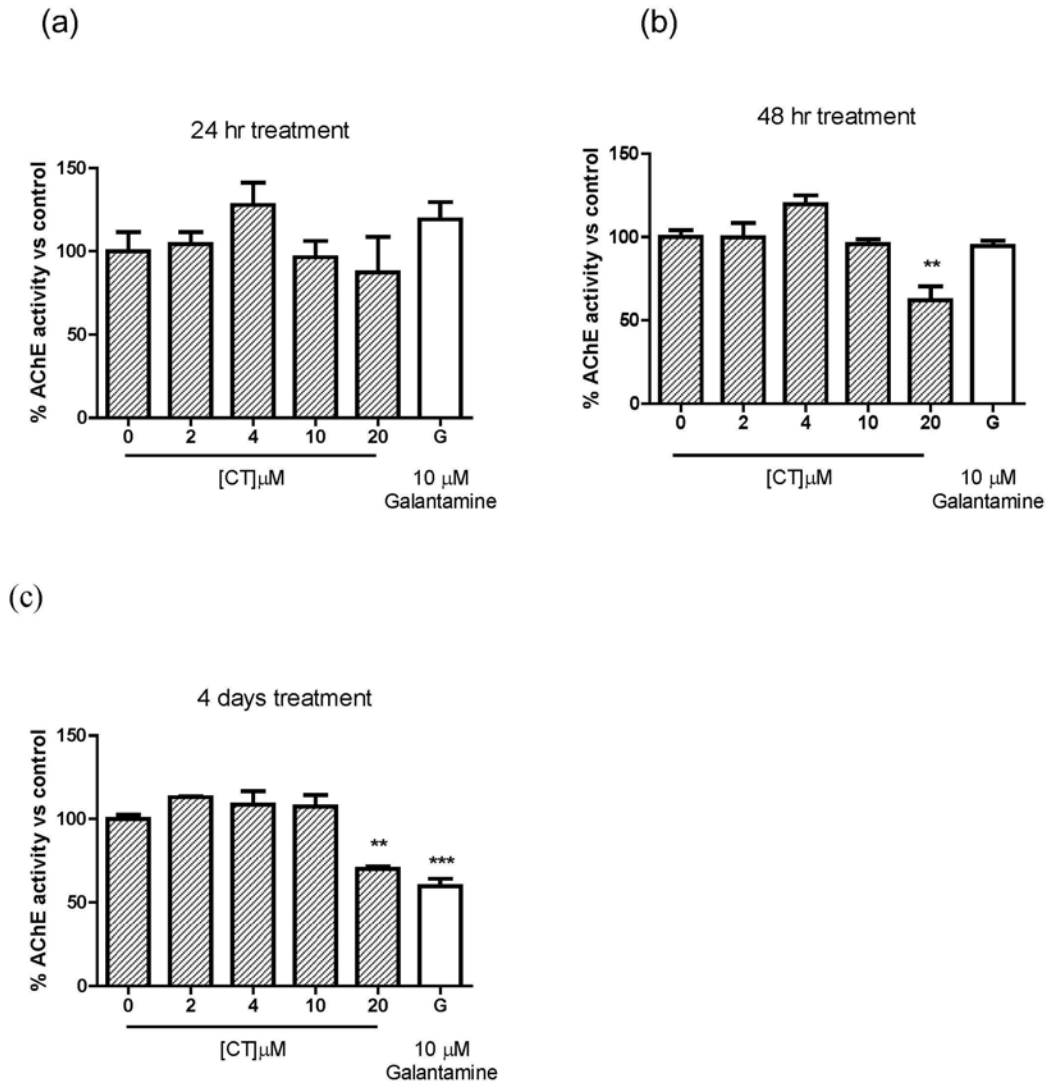 (a)
24 hr treatment
% AChE activity vs control
150
100
50
0
0 2 4 10 20 G
[CT]μM
10 μM
Galantamine
(b)
48 hr treatment
% AChE activity vs control
150
100
50
0
**
0 2 4 10 20 G
[CT]μM
10 μM
Galantamine
(c)
4 days treatment
% AChE activity vs control
150
100
50
0
**
***
0 2 4 10 20 G
[CT]μM
10 μM
Galantamine